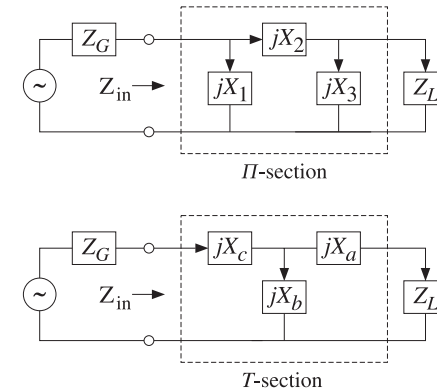 Z_G
jX_2
~
Z_in
jX_1
jX_3
Z_L
Π-section
Z_G
jX_c
jX_a
~
Z_in
jX_b
Z_L
T-section